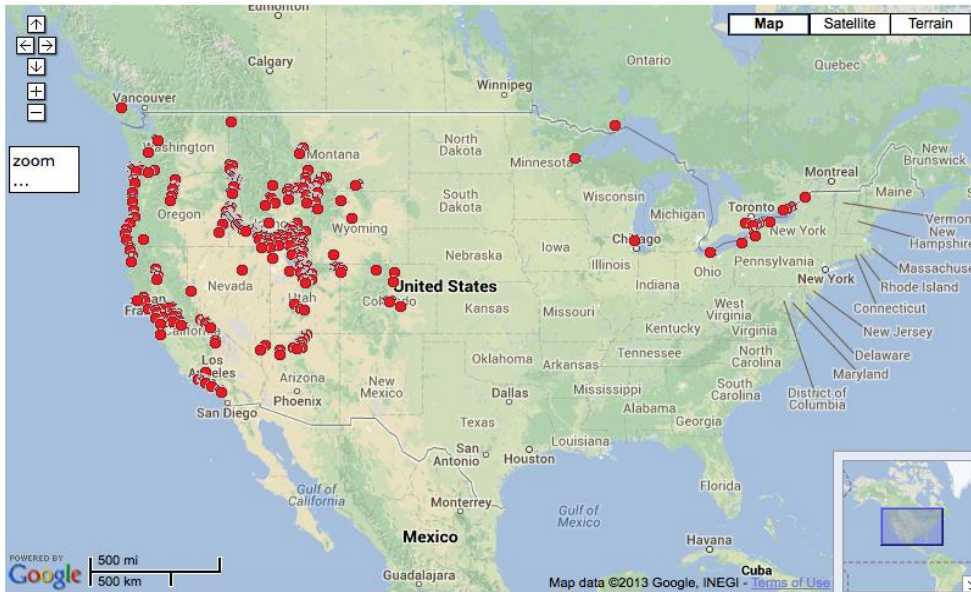 Edmonton
Map Satellite Terrain
Calgary
Ontario
Quebec
Winnipeg
Vancouver
Washington
Montana
North
Dakota
Minnesota
Montreal
New
Brunswick
Maine
Oregon
South
Dakota
Wisconsin
Michigan
Toronto
New York
Vermont
New
Hampshire
Massachuse
Rhode Island
Connecticut
New Jersey
Delaware
Maryland
District of
Columbia
Wyoming
Iowa
Chicago
Illinois
Indiana
Ohio
Pennsylvania
New York
Nebraska
Nevada
Utah
Colorado
United States
Kansas
Missouri
West
Virginia
Virginia
Kentucky
San
Fran
California
Los
Angeles
San Diego
Arizona
Phoenix
New
Mexico
Oklahoma
Arkansas
Tennessee
North
Carolina
South
Carolina
Dallas
Mississippi
Alabama
Georgia
Texas
Louisiana
San
Antonio
Houston
Florida
Gulf of
California
Monterrey
Gulf of
Mexico
Mexico
Havana
Cuba
Guadalajara
zoom
...
POWERED BY
Google
500 mi
500 km
Map data ©2013 Google, INEGI - Terms of Use